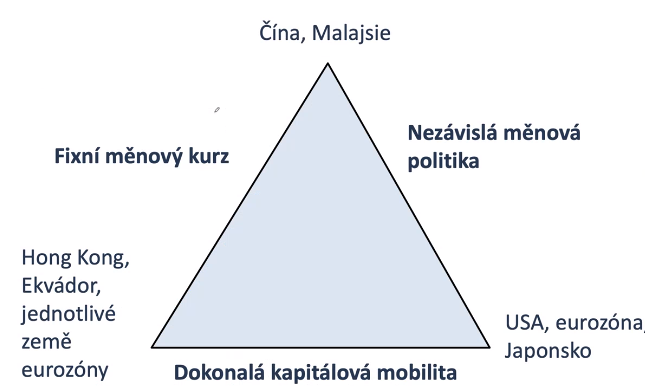 Čína, Malajsie
Nezávislá měnová
politika
Fixní měnový kurz
Hong Kong,
Ekvádor,
jednotlivé
země
eurozóny
USA, eurozóna,
Japonsko
Dokonalá kapitálová mobilita